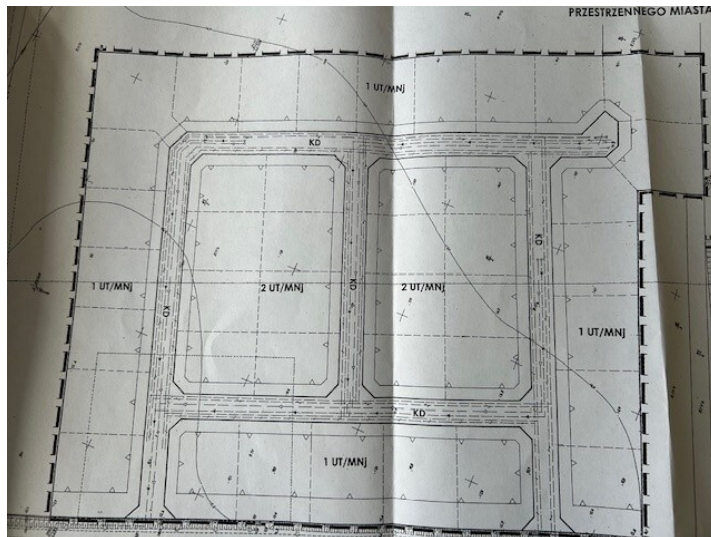 PRZESTRZENNEGO MIASTA
1 UT/MNj
KD
KD
1 UT/MNj
2 UT/MNj
KD
2 UT/MNj
KD
1 UT/MNj
KD
1 UT/MNj